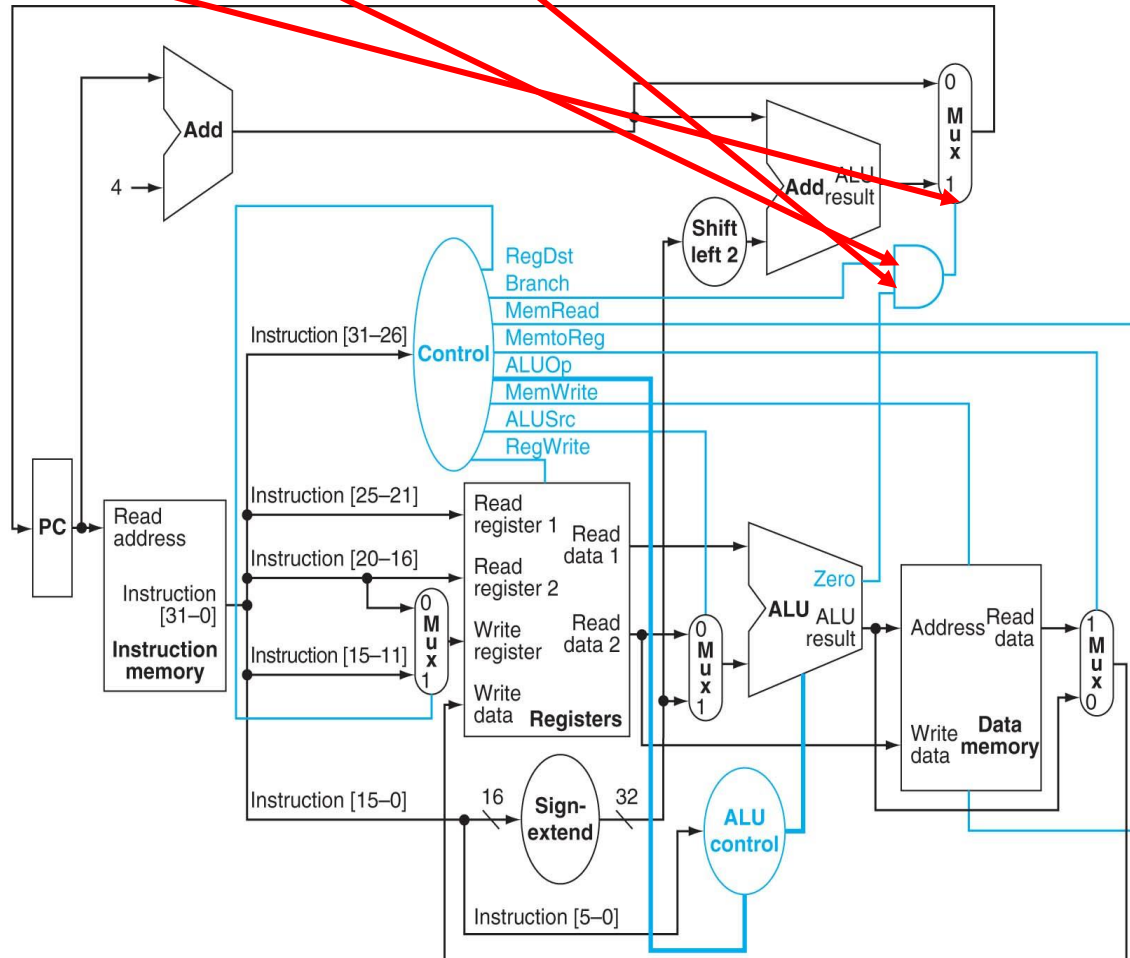 0
M
u
x
1
Add
4
Add ALU
result
Shift
left 2
RegDst
Branch
MemRead
MemtoReg
ALUOp
MemWrite
ALUSrc
RegWrite
Control
Instruction [31–26]
PC
Read
address
Instruction
[31–0]
Instruction
memory
Instruction [25–21]
Instruction [20–16]
Instruction [15–11]
0
M
u
x
1
Read
register 1
Read
register 2
Write
register
Write
data
Read
data 1
Read
data 2
Registers
0
M
u
x
1
Zero
ALU
ALU
result
Address
Read
data
Write
data
Data
memory
1
M
u
x
0
Instruction [15–0]
16
Sign-
extend
32
ALU
control
Instruction [5–0]